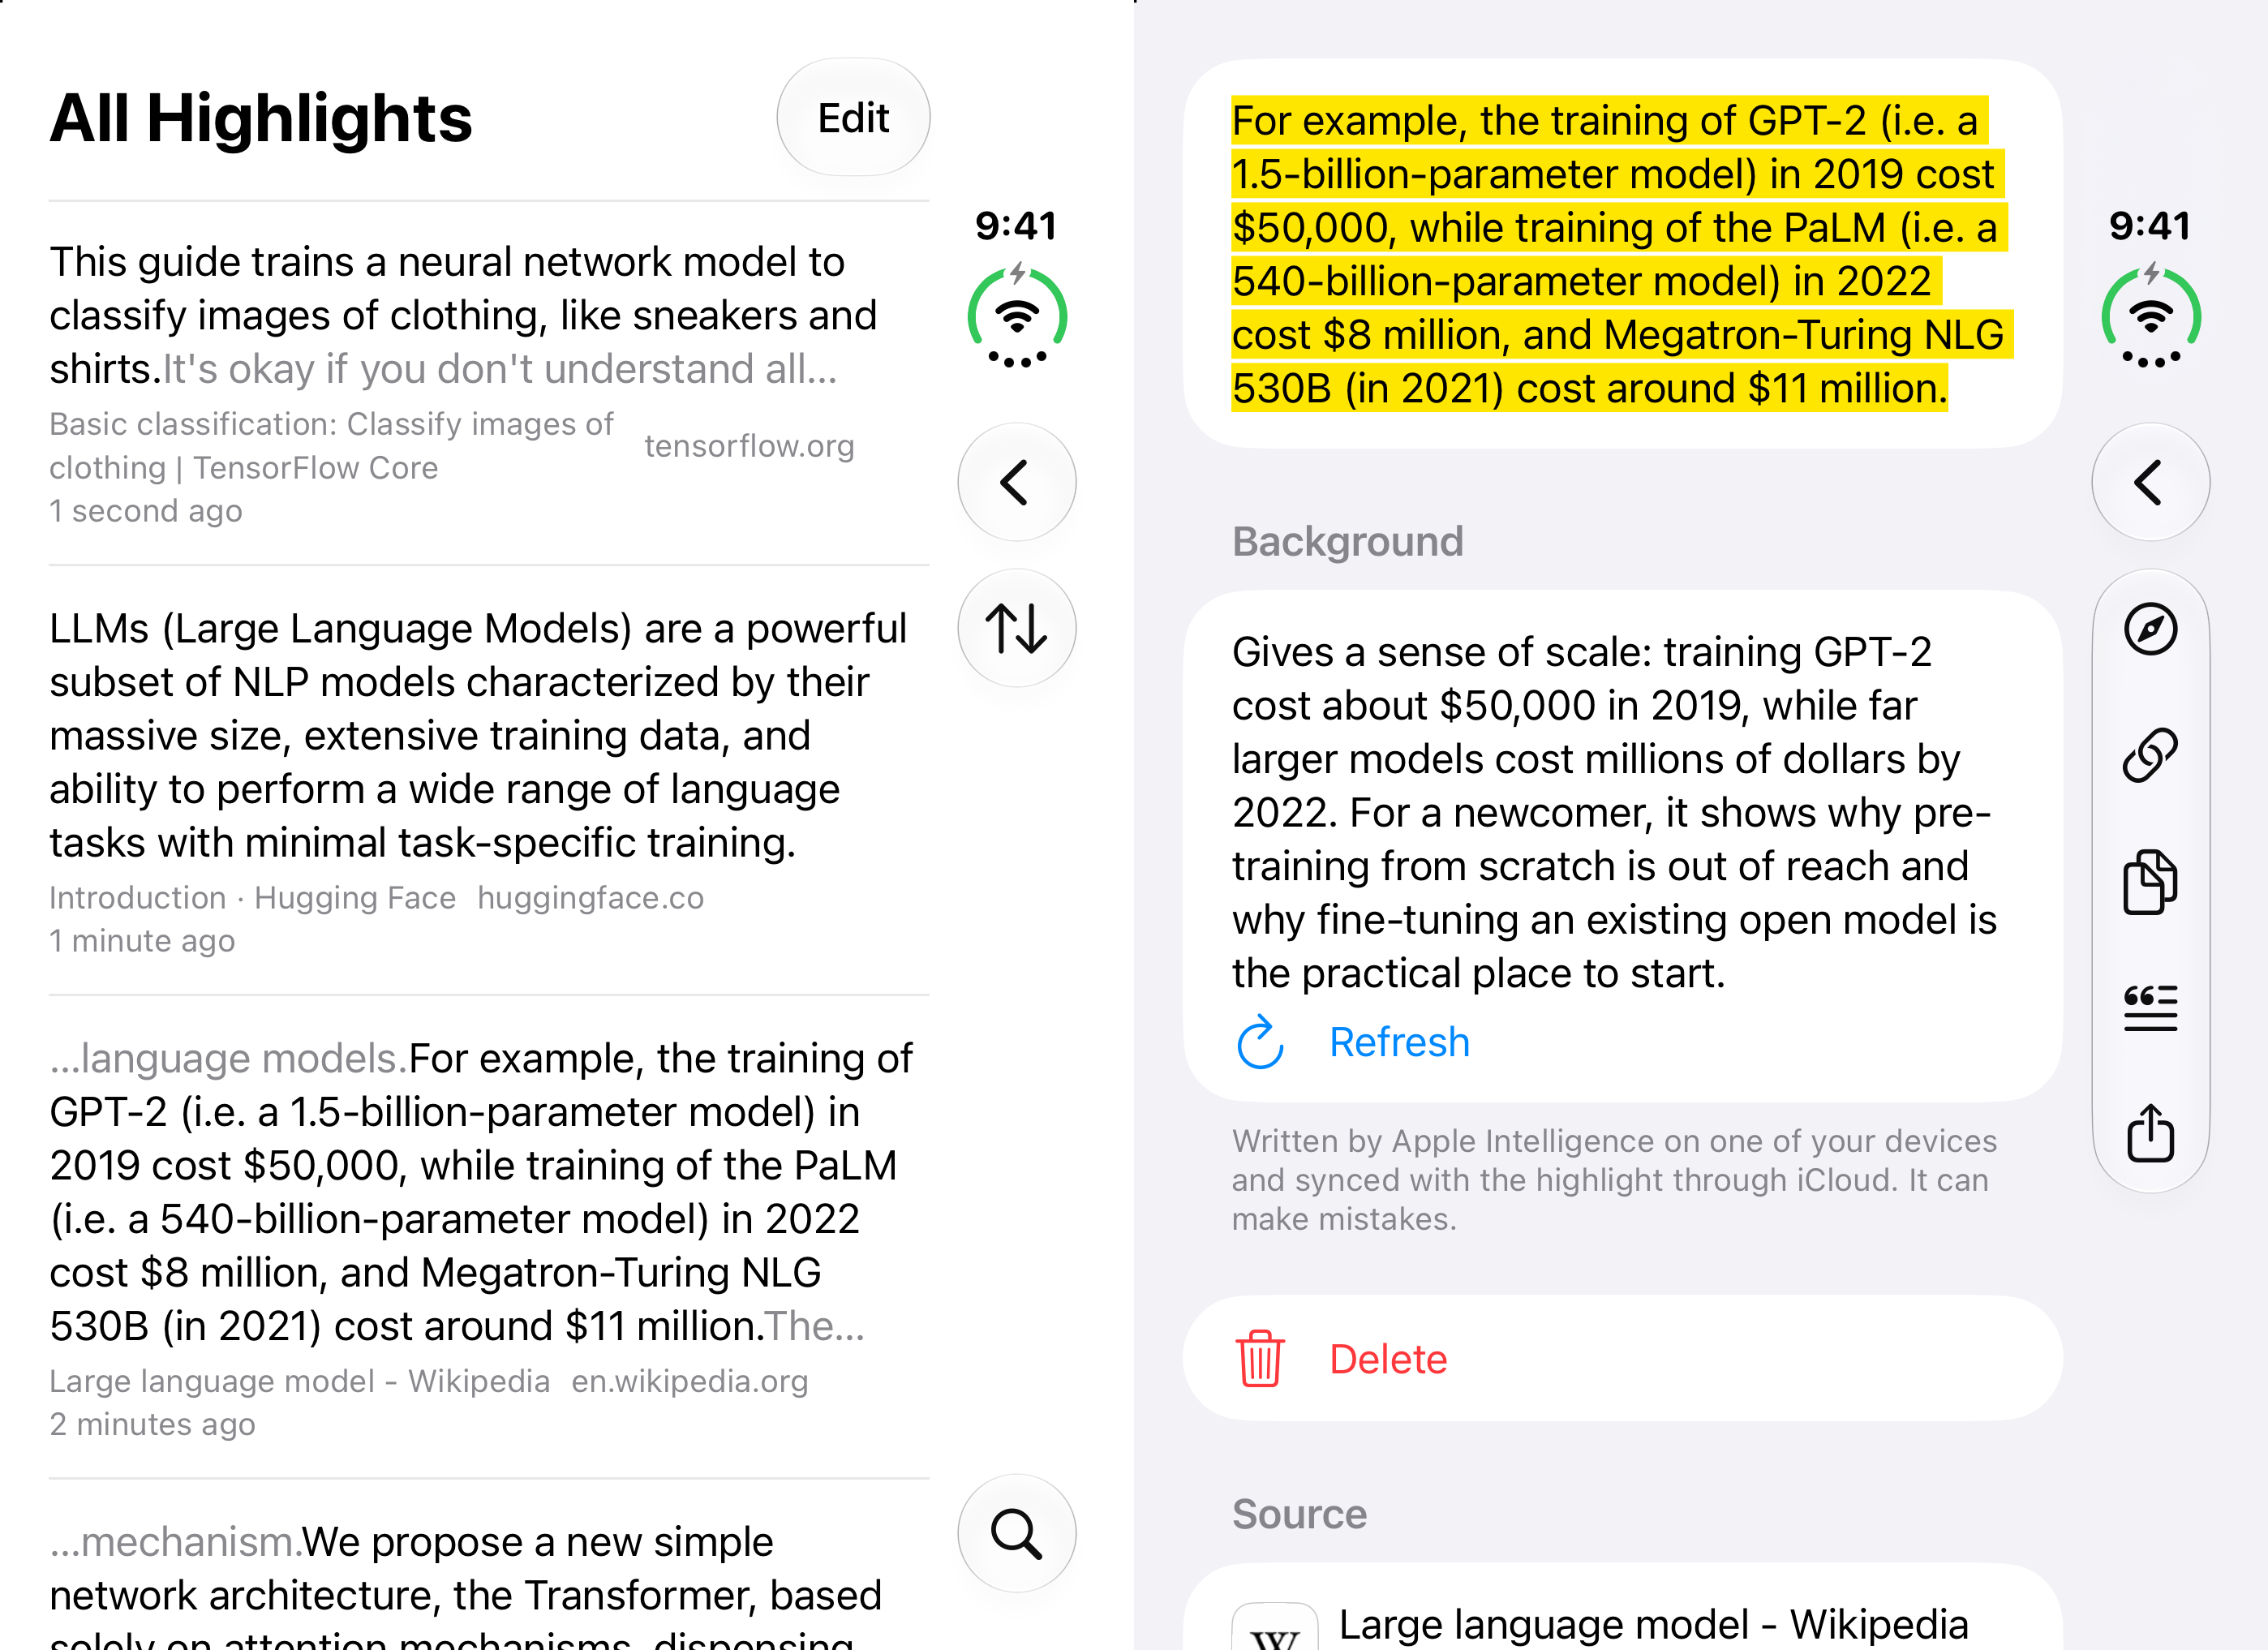 All Highlights
Edit
9:41
This guide trains a neural network model to
classify images of clothing, like sneakers and
shirts.It's okay if you don't understand all...
Basic classification: Classify images of
clothing | TensorFlow Core
tensorflow.org
1 second ago
LLMs (Large Language Models) are a powerful
subset of NLP models characterized by their
massive size, extensive training data, and
ability to perform a wide range of language
tasks with minimal task-specific training.
Introduction · Hugging Face huggingface.co
1 minute ago
...language models.For example, the training of
GPT-2 (i.e. a 1.5-billion-parameter model) in
2019 cost $50,000, while training of the PaLM
(i.e. a 540-billion-parameter model) in 2022
cost $8 million, and Megatron-Turing NLG
530B (in 2021) cost around $11 million.The...
Large language model - Wikipedia en.wikipedia.org
2 minutes ago
...mechanism.We propose a new simple
network architecture, the Transformer, based
solely on attention mechanisms, dispensing
For example, the training of GPT-2 (i.e. a
1.5-billion-parameter model) in 2019 cost
$50,000, while training of the PaLM (i.e. a
540-billion-parameter model) in 2022
cost $8 million, and Megatron-Turing NLG
530B (in 2021) cost around $11 million.
9:41
Background
Gives a sense of scale: training GPT-2
cost about $50,000 in 2019, while far
larger models cost millions of dollars by
2022. For a newcomer, it shows why pre-
training from scratch is out of reach and
why fine-tuning an existing open model is
the practical place to start.
Refresh
Written by Apple Intelligence on one of your devices
and synced with the highlight through iCloud. It can
make mistakes.
Delete
Source
W
Large language model - Wikipedia